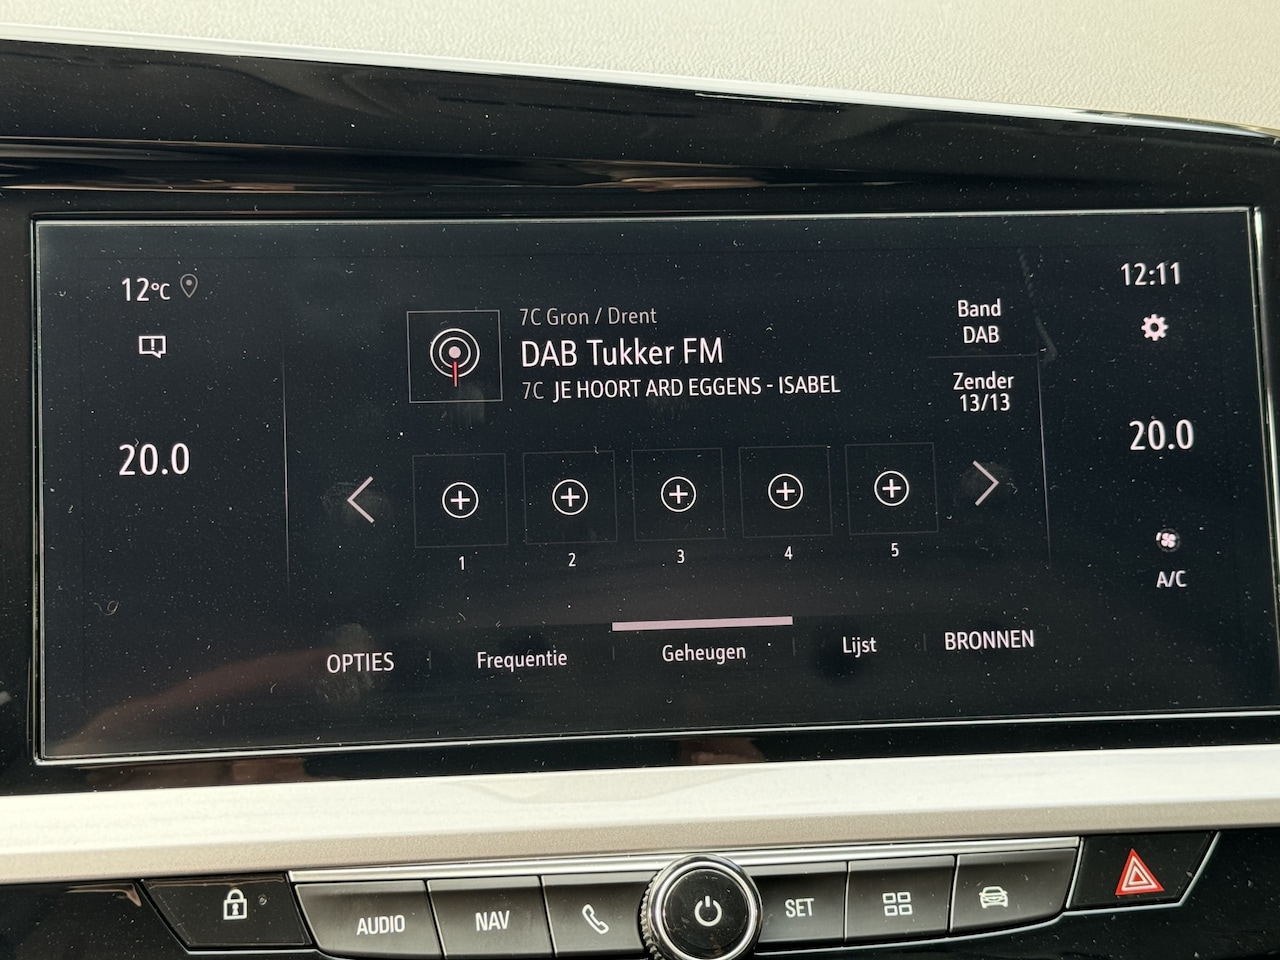 12°C
12:11
7C Gron / Drent
DAB Tukker FM
7C JE HOORT ARD EGGENS - ISABEL
Band
DAB
Zender
13/13
20.0
20.0
1
2
3
4
5
A/C
OPTIES
Frequentie
Geheugen
Lijst
BRONNEN
AUDIO
NAV
SET